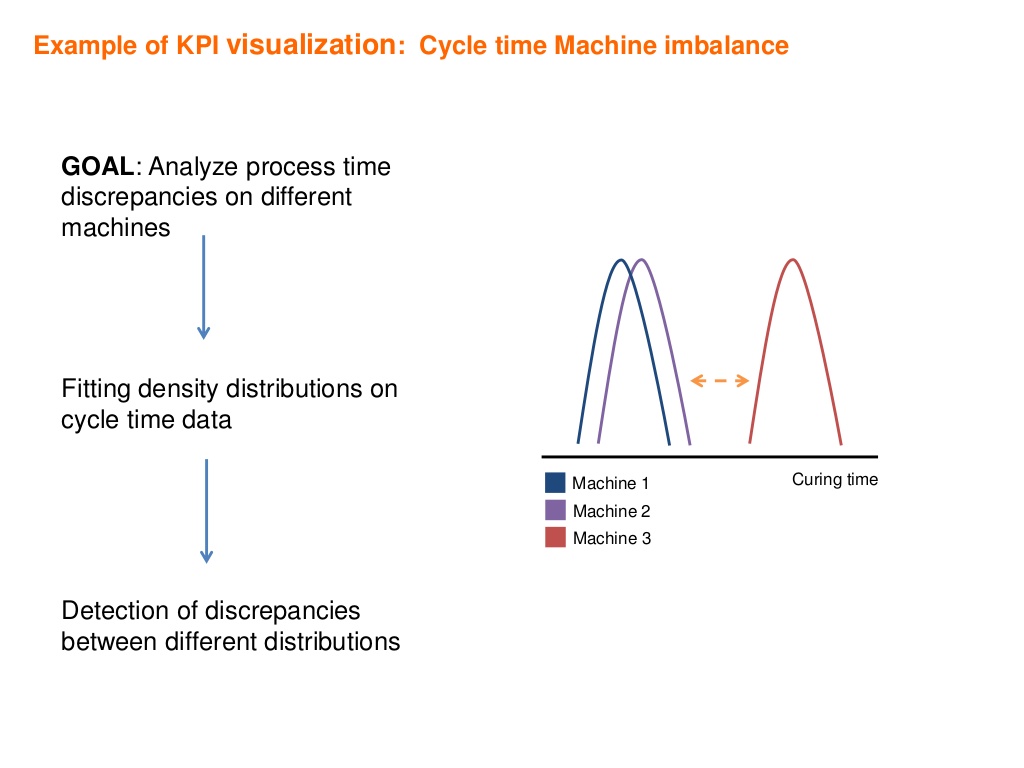 Example of KPI visualization: Cycle time Machine imbalance
GOAL: Analyze process time
discrepancies on different
machines
Fitting density distributions on
cycle time data
Detection of discrepancies
between different distributions
Curing time
Machine 1
Machine 2
Machine 3